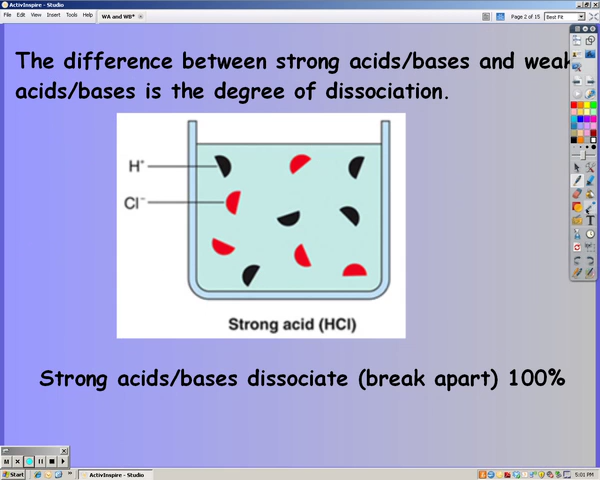 ActivInspire - Studio
File Edit View Insert Tools Help
WA and WB*
Page 2 of 15
Best Fit
The difference between strong acids/bases and weak
acids/bases is the degree of dissociation.
H⁺
Cl⁻
Strong acid (HCl)
Strong acids/bases dissociate (break apart) 100%
M
Start
ActivInspire - Studio
5:01 PM